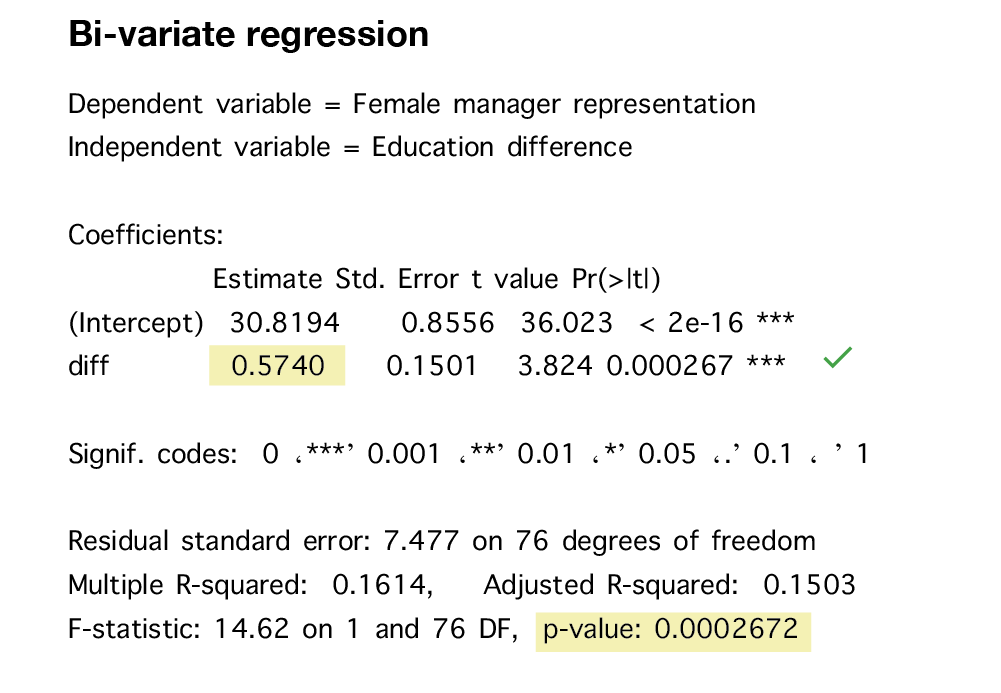 Bi-variate regression
Dependent variable = Female manager representation
Independent variable = Education difference
Coefficients:
Estimate Std. Error t value Pr(>|t|)
(Intercept) 30.8194 0.8556 36.023 < 2e-16 ***
diff 0.5740 0.1501 3.824 0.000267 ***
Signif. codes: 0 ‘***’ 0.001 ‘**’ 0.01 ‘*’ 0.05 ‘.’ 0.1 ‘ ’ 1
Residual standard error: 7.477 on 76 degrees of freedom
Multiple R-squared: 0.1614, Adjusted R-squared: 0.1503
F-statistic: 14.62 on 1 and 76 DF, p-value: 0.0002672